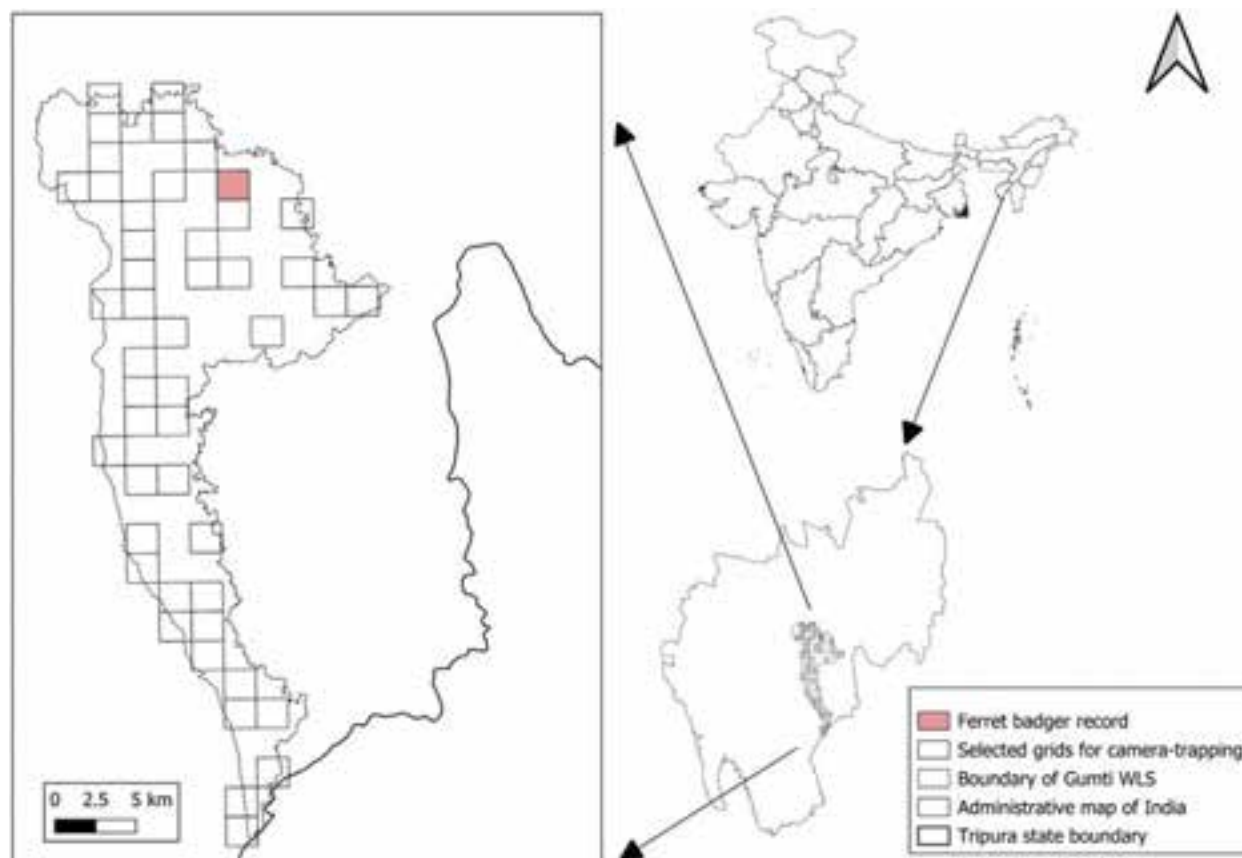 0 2.5 5 km
Ferret badger record
Selected grids for camera-trapping
Boundary of Gumti WLS
Administrative map of India
Tripura state boundary